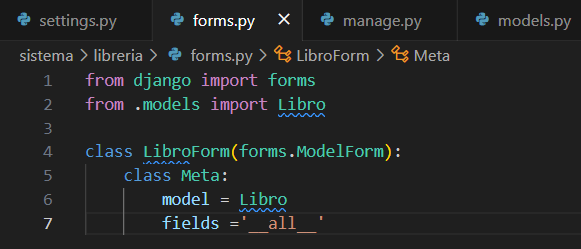 settings.py forms.py × manage.py models.py
sistema > libreria > forms.py > LibroForm > Meta
1 from django import forms
2 from .models import Libro
3
4 class LibroForm(forms.ModelForm):
5     class Meta:
6         model = Libro
7         fields ='__all__'